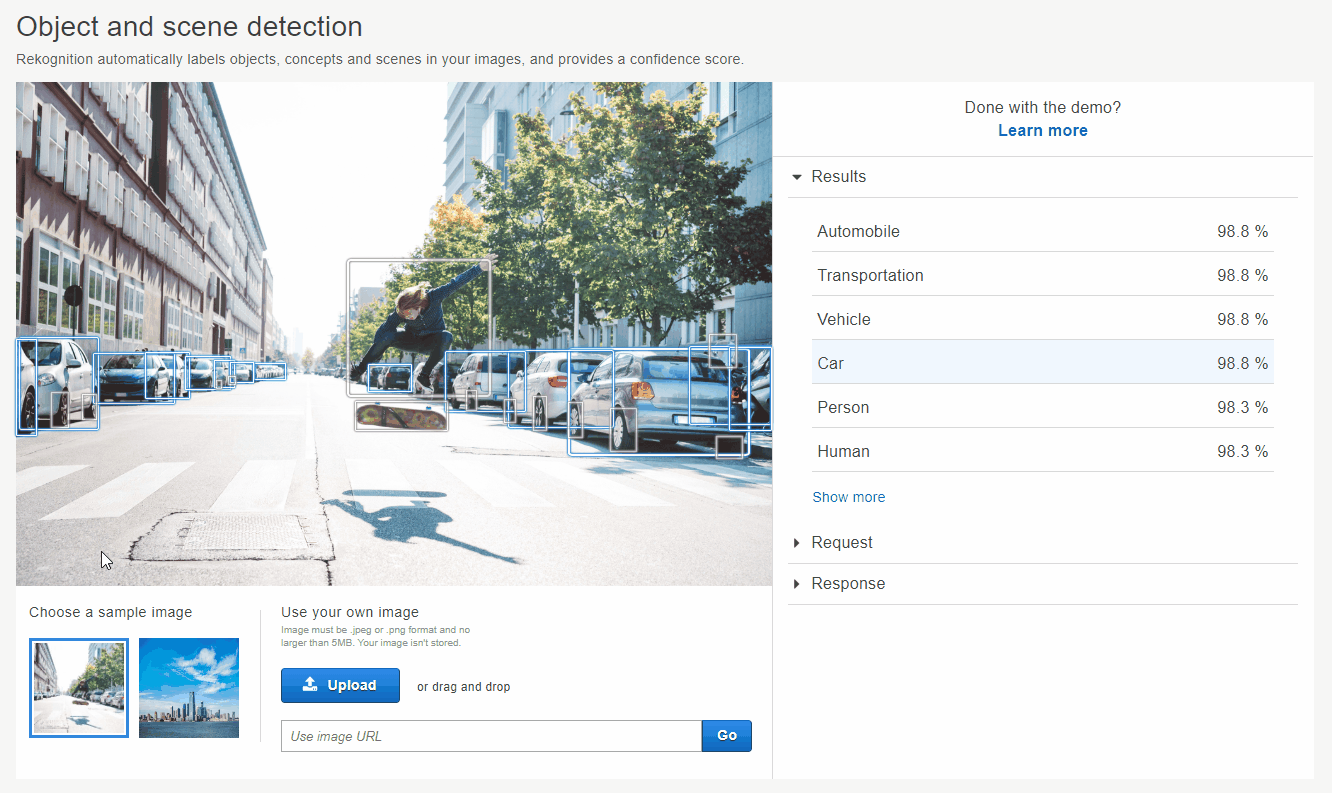 Object and scene detection
Rekognition automatically labels objects, concepts and scenes in your images, and provides a confidence score.
Done with the demo?
Learn more
Results
Automobile 98.8 %
Transportation 98.8 %
Vehicle 98.8 %
Car 98.8 %
Person 98.3 %
Human 98.3 %
Show more
Request
Response
Choose a sample image
Use your own image
Image must be .jpeg or .png format and no
larger than 5MB. Your image isn't stored.
Upload or drag and drop
Use image URL Go